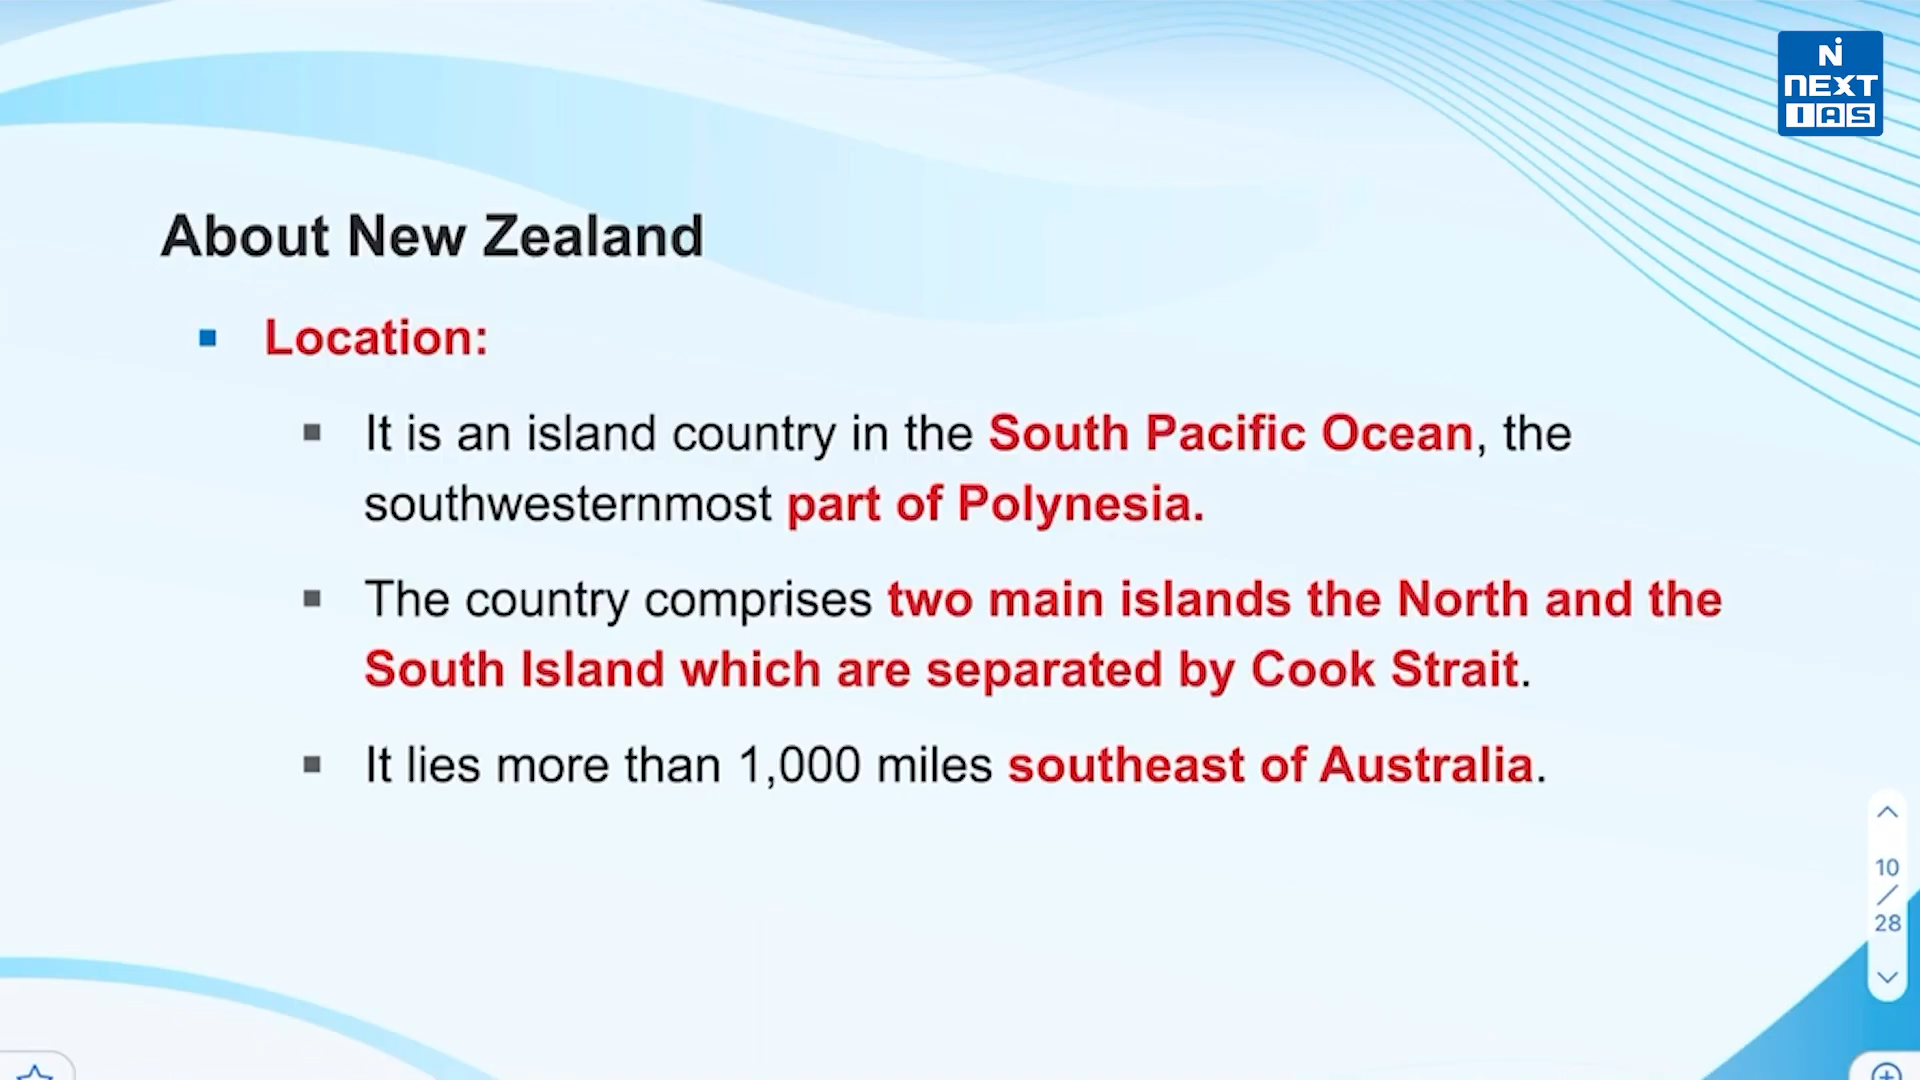 NEXT
IAS
About New Zealand
Location:
It is an island country in the South Pacific Ocean, the
southwesternmost part of Polynesia.
The country comprises two main islands the North and the
South Island which are separated by Cook Strait.
It lies more than 1,000 miles southeast of Australia.
10
/
28